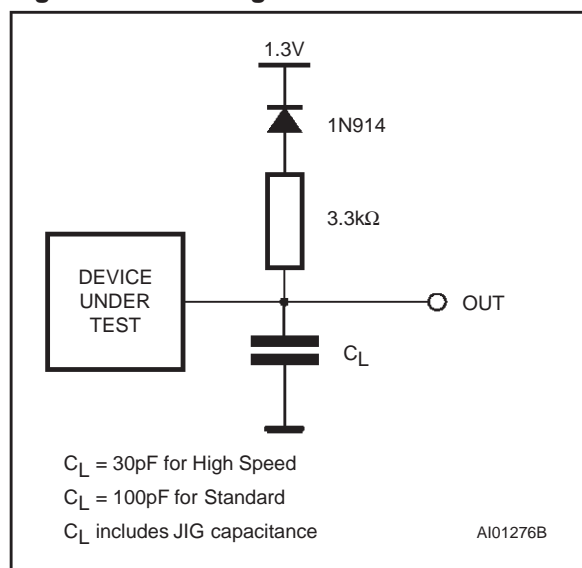 1.3V
1N914
3.3kΩ
DEVICE
UNDER
TEST
OUT
CL
CL = 30pF for High Speed
CL = 100pF for Standard
CL includes JIG capacitance
AI01276B